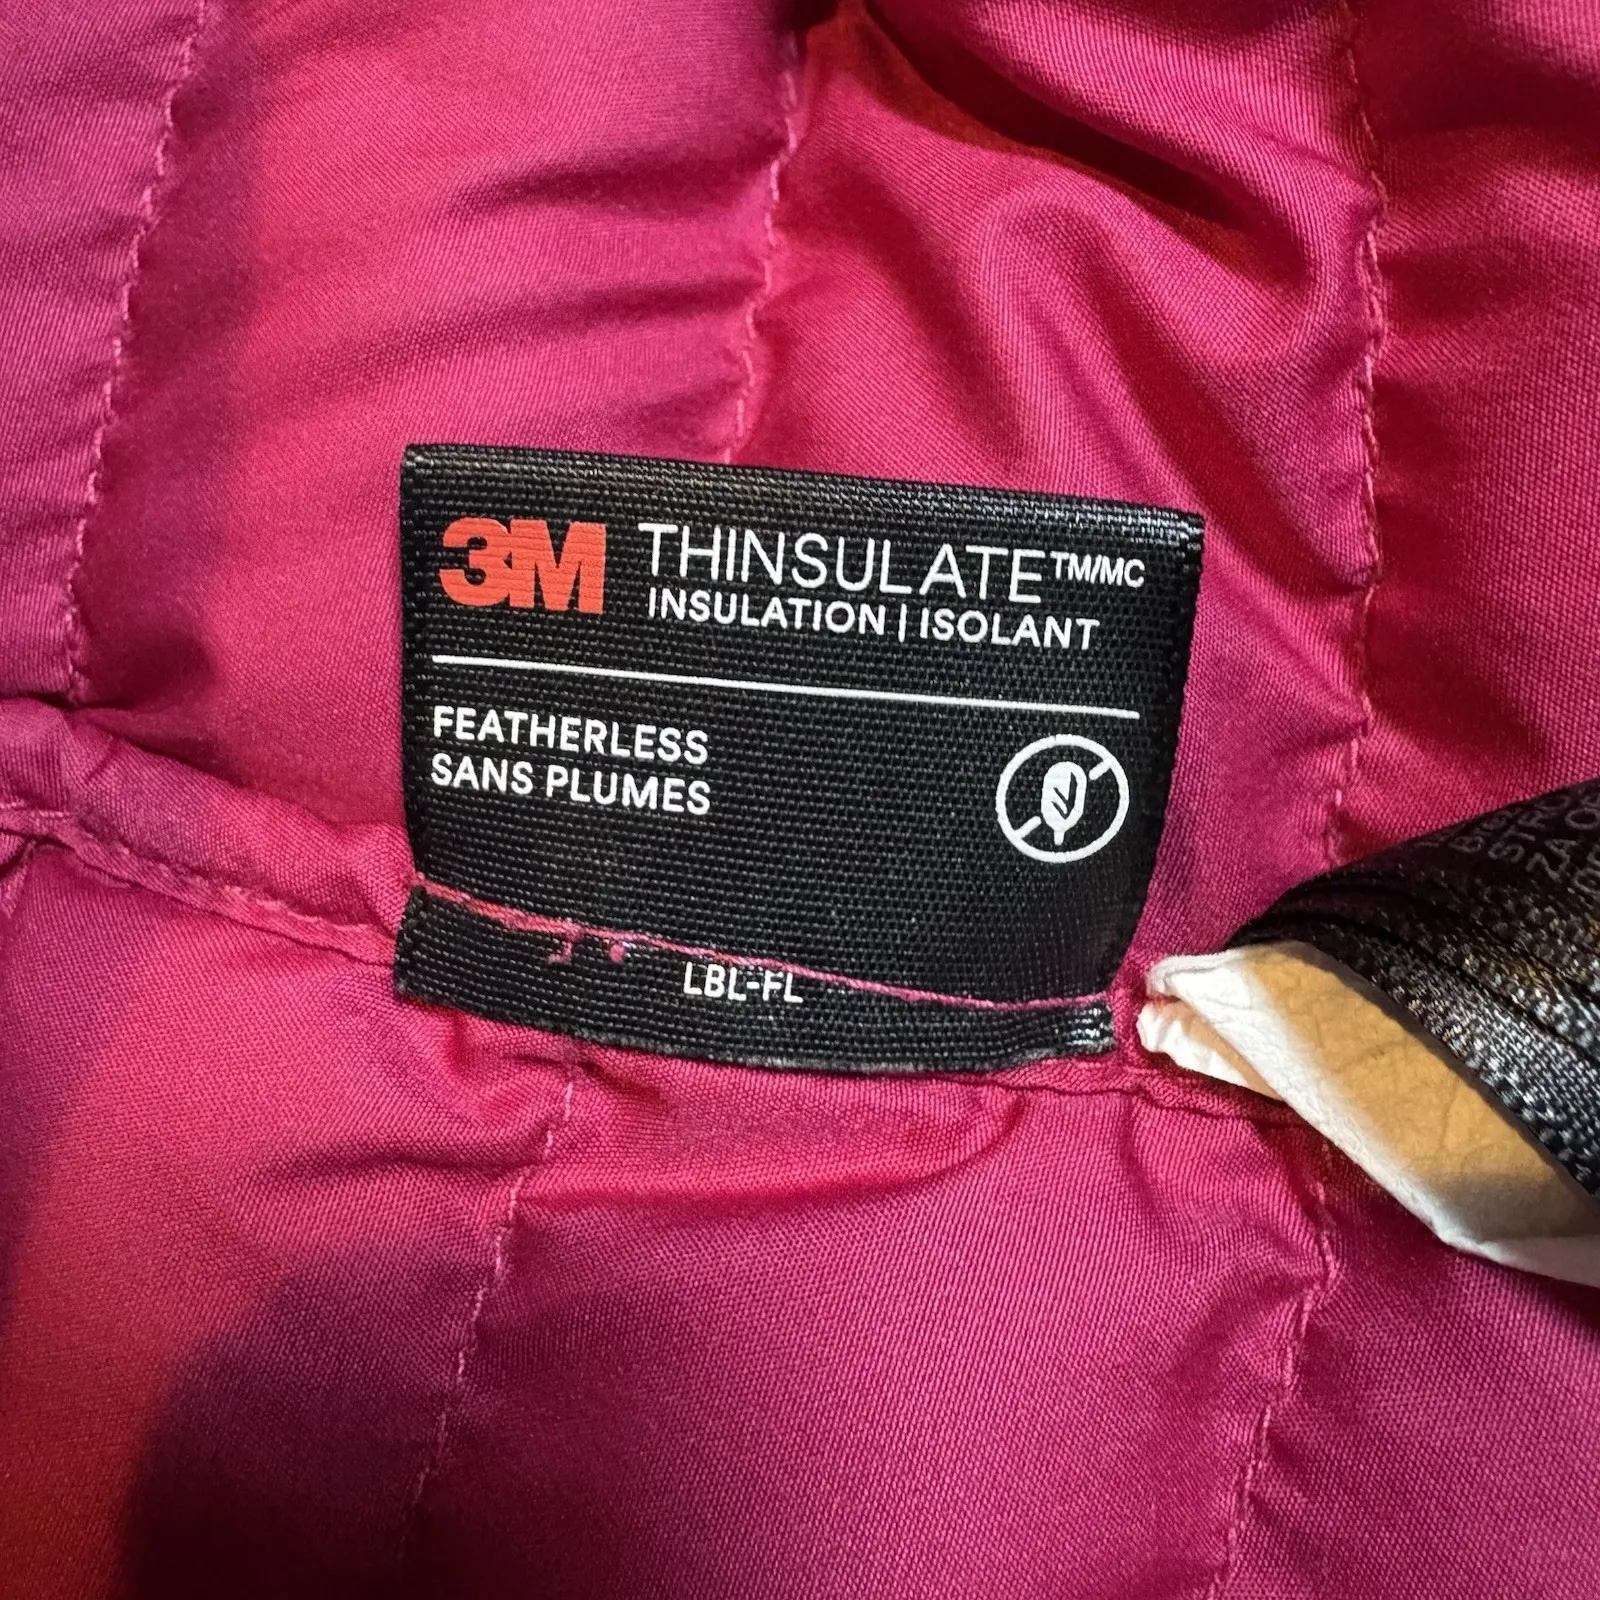 3M THINSULATE™/MC
INSULATION | ISOLANT
FEATHERLESS
SANS PLUMES
LBL-FL